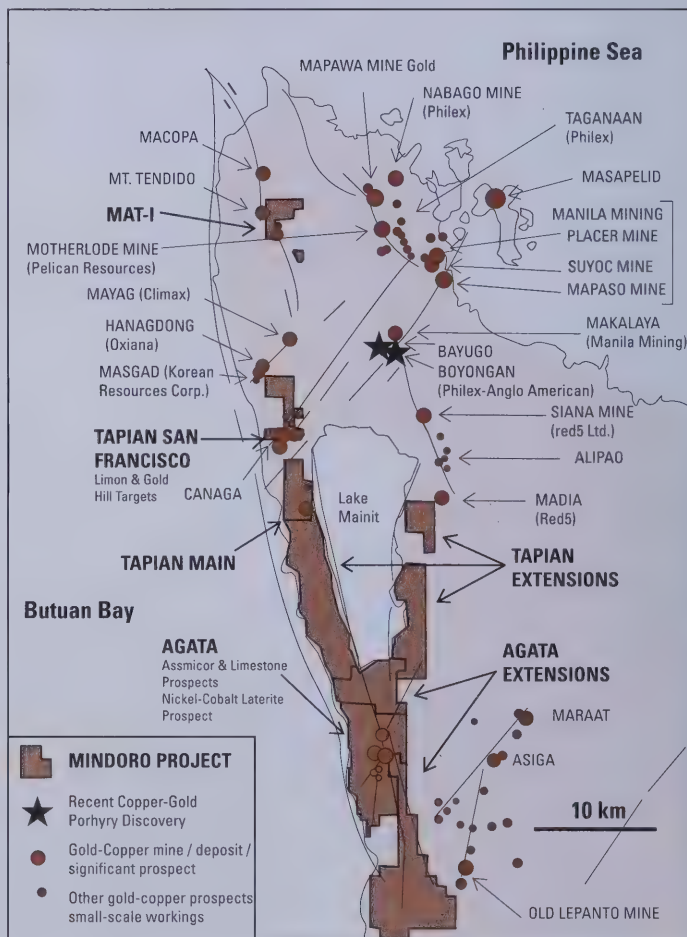 Philippine Sea
MAPAWA MINE Gold
NABAGO MINE
(Philex)
TAGANAAN
(Philex)
MACOPA
MT. TENDIDO
MAT-I
MASAPELID
MANILA MINING
PLACER MINE
SUYOC MINE
MAPASO MINE
MOTHERLODE MINE
(Pelican Resources)
MAYAG (Climax)
HANAGDONG
(Oxiana)
MASGAD (Korean
Resources Corp.)
MAKALAYA
(Manila Mining)
BAYUGO
BOYONGAN
(Philex-Anglo American)
SIANA MINE
(red5 Ltd.)
ALIPAO
MADIA
(Red5)
TAPIAN SAN
FRANCISCO
Limon & Gold
Hill Targets
CANAGA
Lake
Mainit
TAPIAN MAIN
TAPIAN
EXTENSIONS
Butuan Bay
AGATA
Assmicor & Limestone
Prospects
Nickel-Cobalt Laterite
Prospect
AGATA
EXTENSIONS
MARAAT
ASIGA
10 km
OLD LEPANTO MINE
MINDORO PROJECT
Recent Copper-Gold
Porhyry Discovery
Gold-Copper mine / deposit /
significant prospect
Other gold-copper prospects
small-scale workings